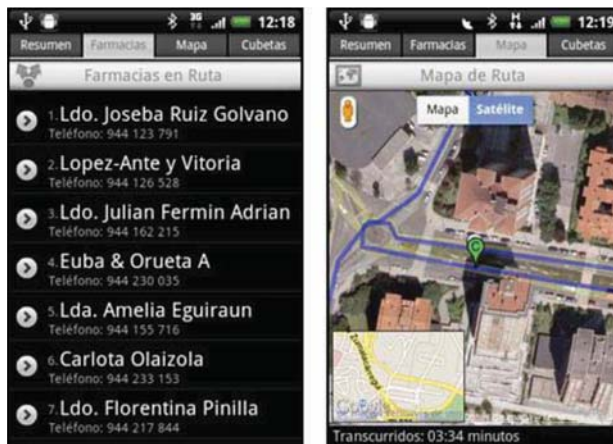 12:18
Resumen Farmacias Mapa Cubetas
Farmacias en Ruta
1. Ldo. Joseba Ruiz Golvano
Teléfono: 944 123 791
2. Lopez-Ante y Vitoria
Teléfono: 944 126 528
3. Ldo. Julian Fermin Adrian
Teléfono: 944 162 215
4. Euba & Orueta A
Teléfono: 944 230 035
5. Lda. Amelia Eguiraun
Teléfono: 944 155 716
6. Carlota Olaizola
Teléfono: 944 233 153
7. Ldo. Florentina Pinilla
Teléfono: 944 217 844
3G
12:19
H
Resumen Farmacias Mapa Cubetas
Mapa de Ruta
Mapa Satélite
Google
Transcurridos: 03:34 minutos